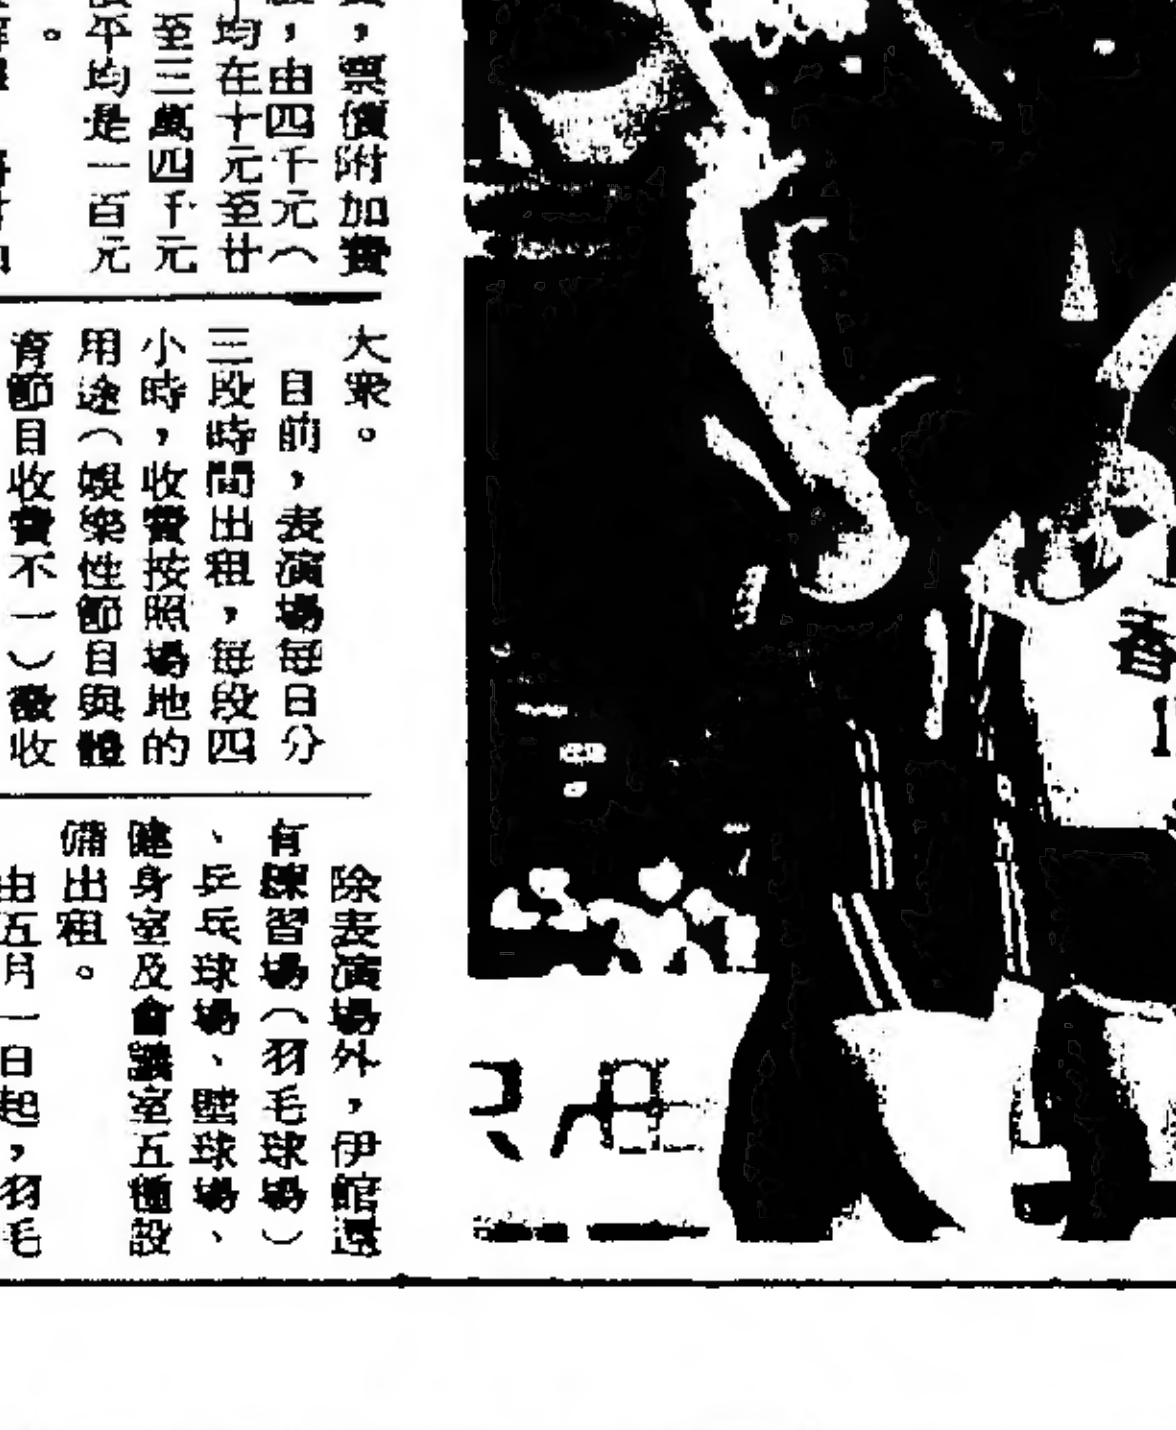 ，票價附加費
，由四千元（
均在十元至廿
至三萬四千元
平均是一百元
。
大衆。
自前，表演場每日分
三段時間出租，每段四
小時，收費按照場地的
用途（娛樂性節目與體
育節目收費不一）徵收
除表演場外，伊館還
有練習場（羽毛球場）
、乒乓球場、壁球場、
健身室及會議室五種設
備出租。
由五月一日起，羽毛
香
1